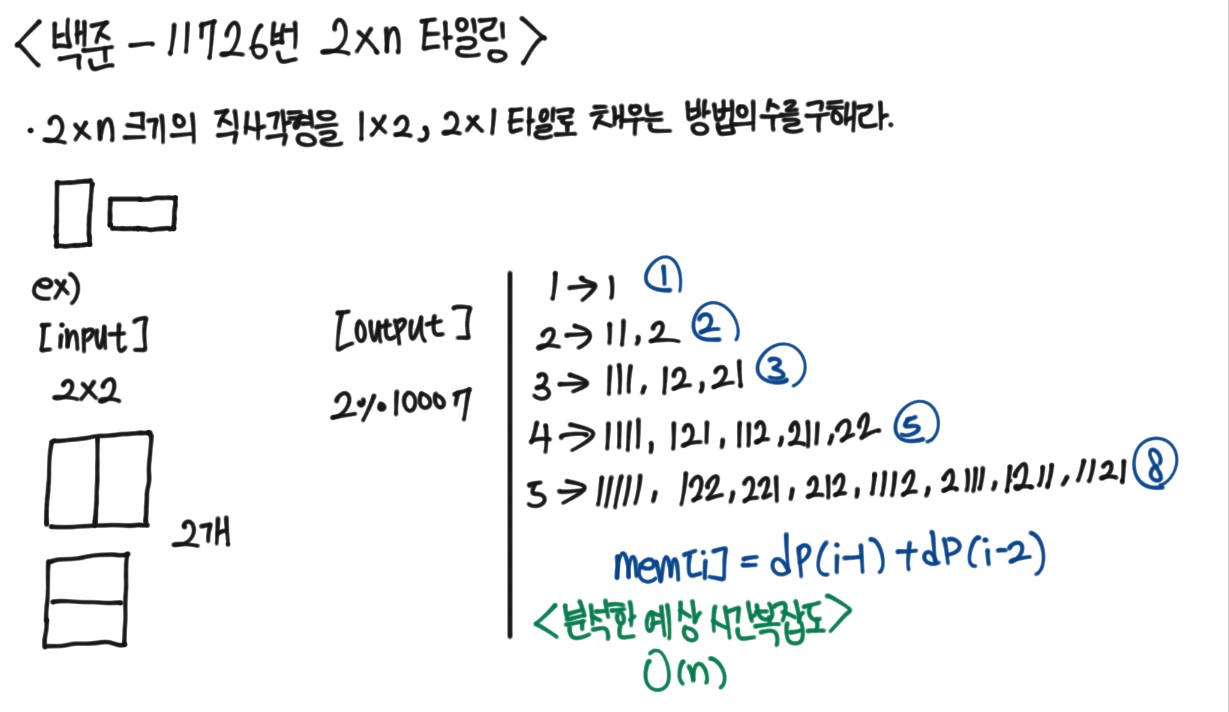 <백준 - 11726번 2×n 타일링>
· 2×n 크기의 직사각형을 1×2, 2×1 타일로 채우는 방법의 수를 구해라.
ex)
[input]
2×2
2개
[output]
2%10007
1 → 1 ①
2 → 11, 2 ②
3 → 111, 12, 21 ③
4 → 1111, 121, 112, 211, 22 ⑤
5 → 11111, 122, 221, 212, 1112, 2111, 1211, 1121 ⑧
mem[i] = dP(i-1) + dP(i-2)
<분석한 예상 시간복잡도>
O(n)